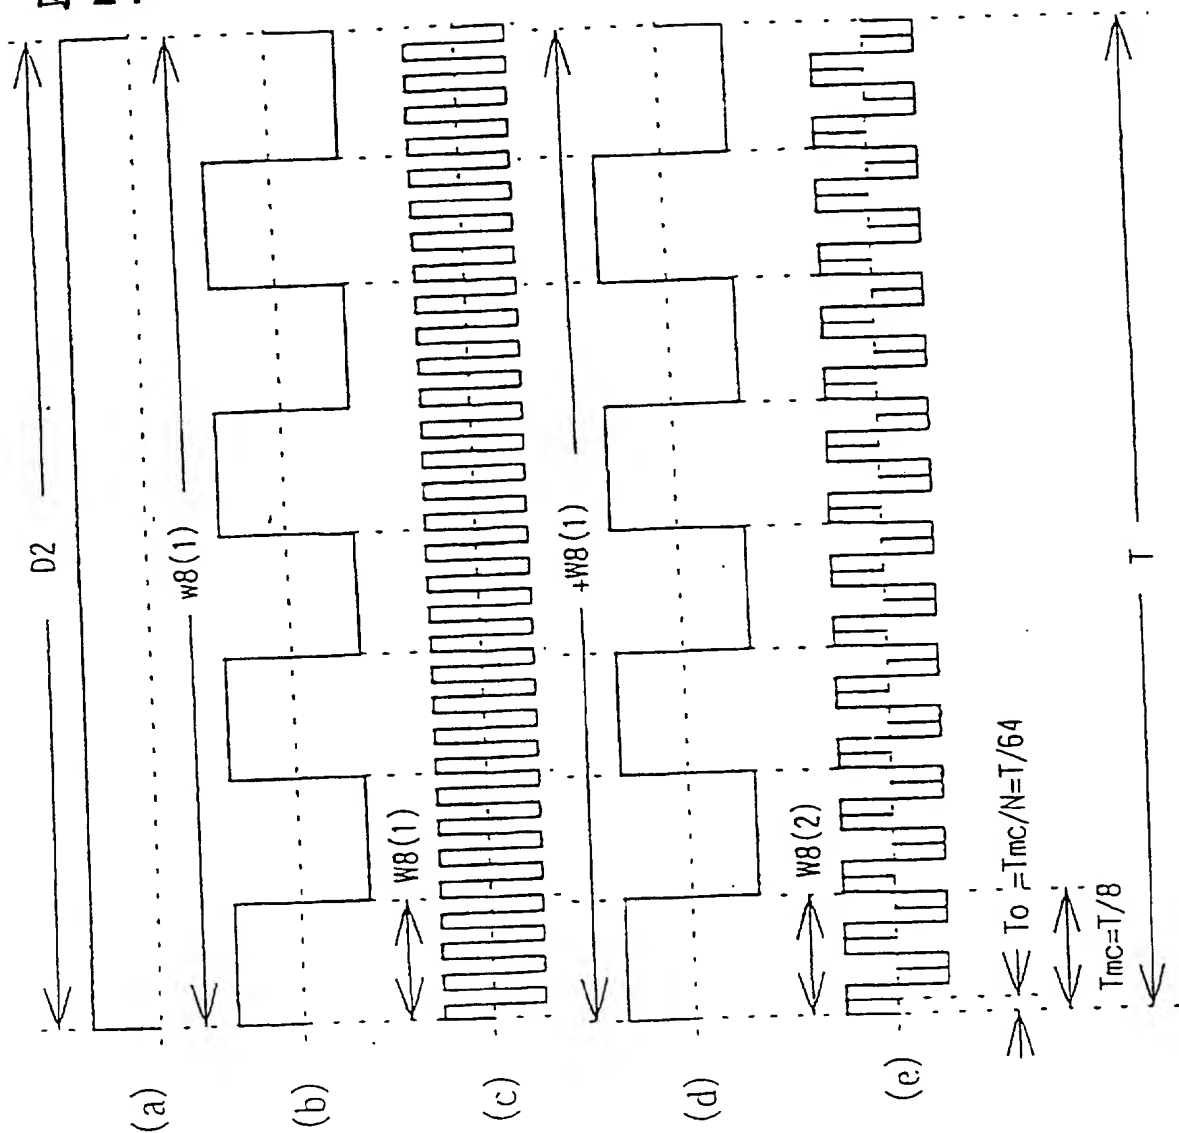 D2
(a)
w8(1)
(b)
W8(1)
(c)
+W8(1)
(d)
W8(2)
(e)
To =Tmc/N=T/64
Tmc=T/8
T